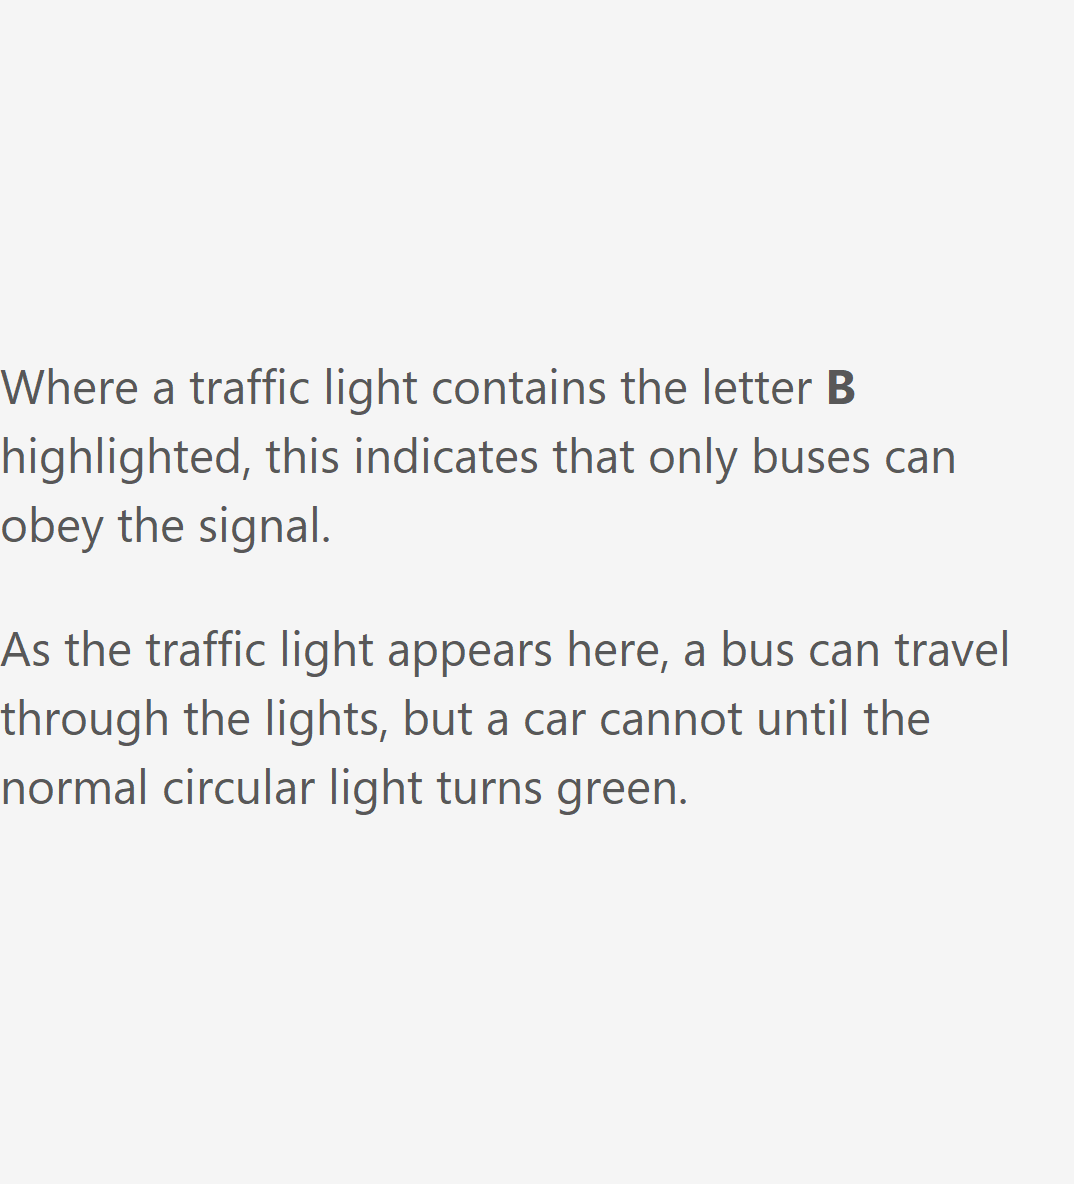 Where a traffic light contains the letter B
highlighted, this indicates that only buses can
obey the signal.
As the traffic light appears here, a bus can travel
through the lights, but a car cannot until the
normal circular light turns green.